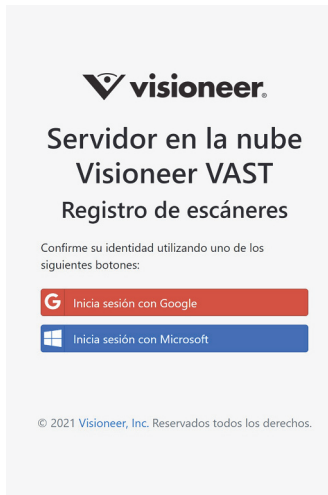 visioneer.
Servidor en la nube
Visioneer VAST
Registro de escáneres
Confirme su identidad utilizando uno de los
siguientes botones:
Inicia sesión con Google
Inicia sesión con Microsoft
© 2021 Visioneer, Inc. Reservados todos los derechos.